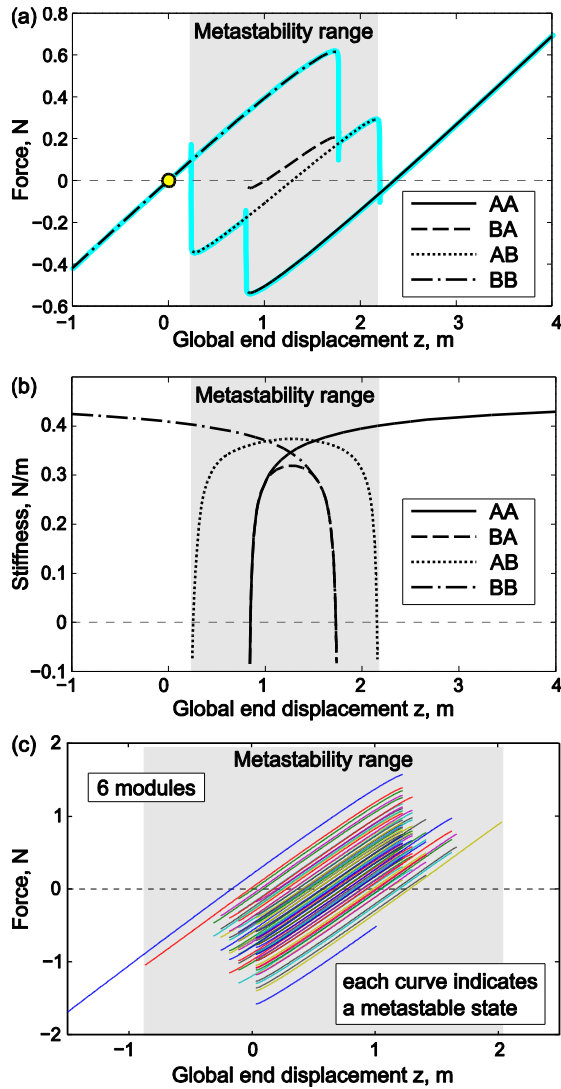 (a)
Metastability range
0.8
0.6
0.4
0.2
0
-0.2
-0.4
-0.6
Force, N
AA
BA
AB
BB
-1 0 1 2 3 4
Global end displacement z, m
(b)
Metastability range
0.4
0.3
0.2
0.1
0
-0.1
Stiffness, N/m
AA
BA
AB
BB
-1 0 1 2 3 4
Global end displacement z, m
(c)
Metastability range
6 modules
2
1
0
-1
-2
Force, N
each curve indicates
a metastable state
-1 0 1 2
Global end displacement z, m